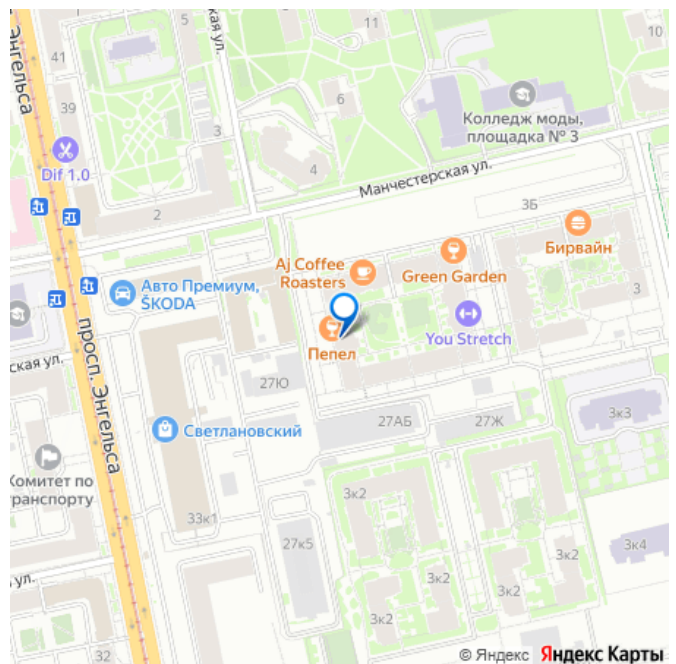 кая ул.
5
11
10
41
39
просп. Энгельса
6
Колледж моды,
площадка № 3
3
4
Dif 1.0
Манчестерская ул.
2
3Б
Бирвайн
Aj Coffee
Roasters
Green Garden
Авто Премиум,
ŠKODA
3
You Stretch
Пепел
ская ул.
27Ю
3к3
27АБ
27Ж
Светлановский
Комитет по
транспорту
3к2
3к2
33к1
27к5
3к4
3к2
3к2
ул.
3к2
3к2
32
© Яндекс Яндекс Карты